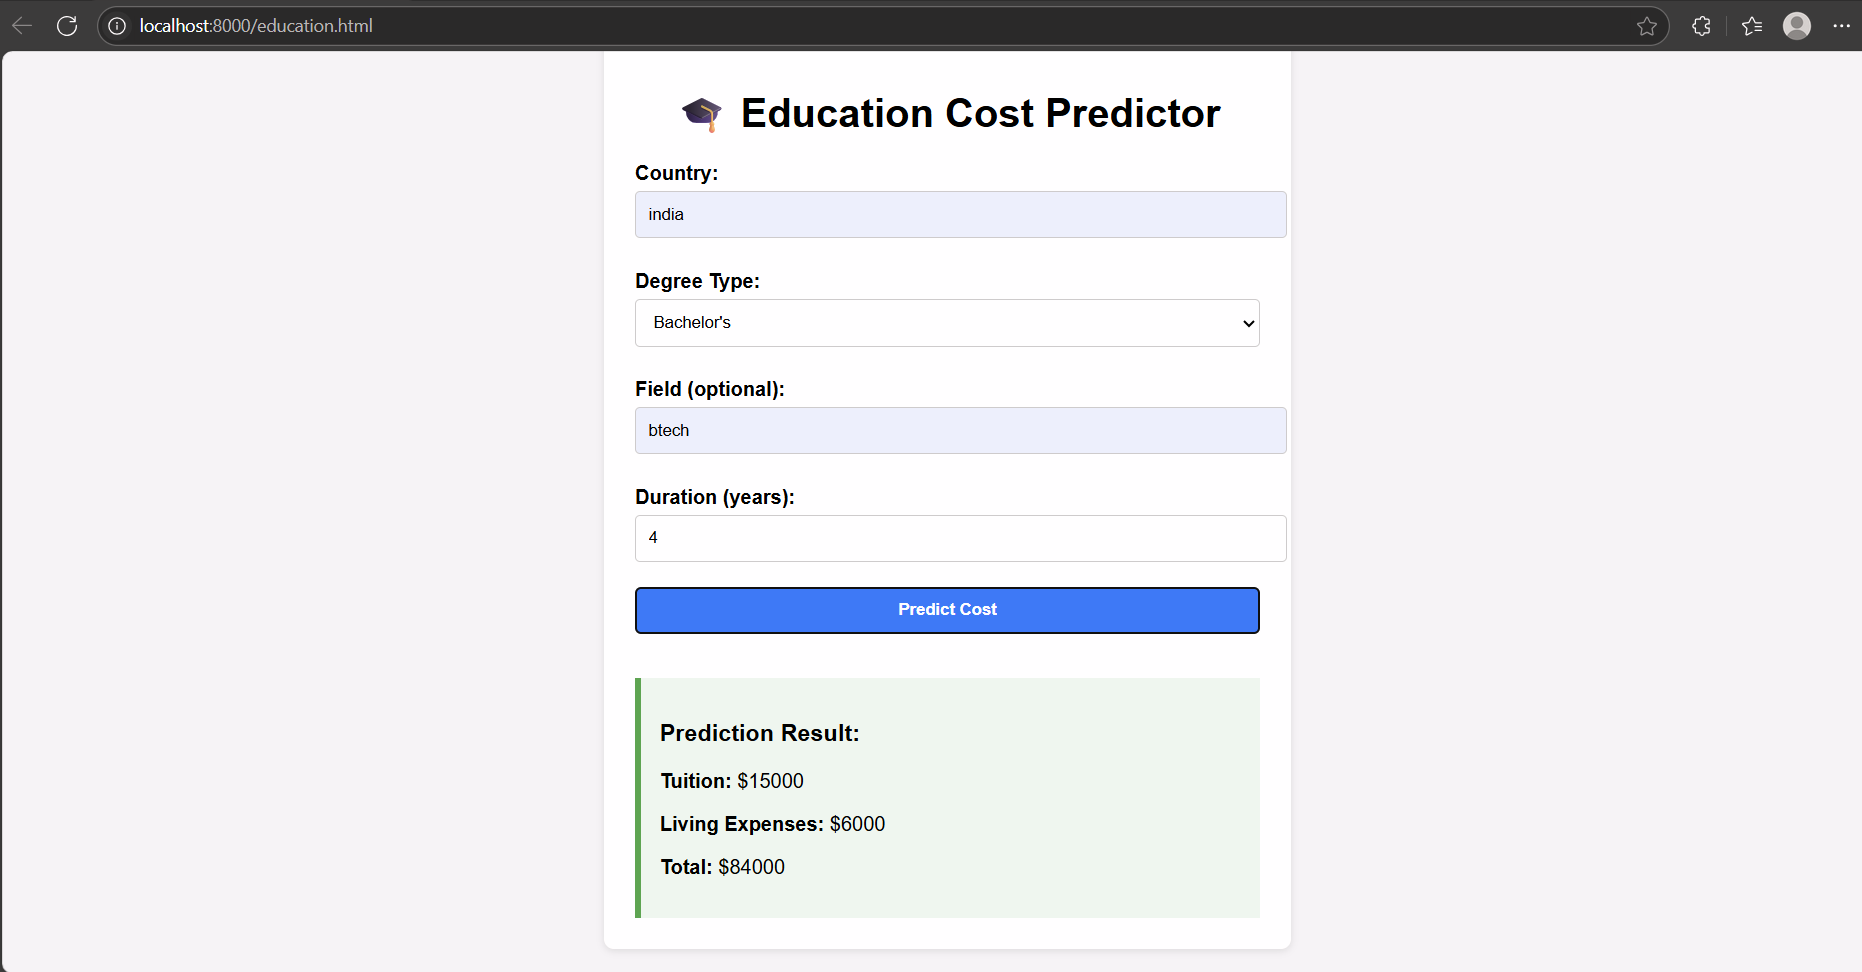 localhost:8000/education.html
Education Cost Predictor
Country:
india
Degree Type:
Bachelor's
Field (optional):
btech
Duration (years):
4
Predict Cost
Prediction Result:
Tuition: $15000
Living Expenses: $6000
Total: $84000